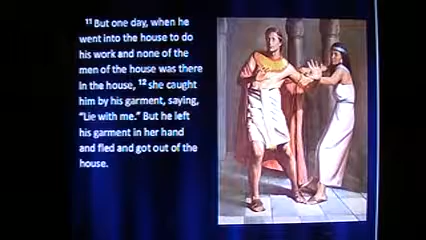 11 But one day, when he
went into the house to do
his work and none of the
men of the house was there
in the house, 12 she caught
him by his garment, saying,
“Lie with me.” But he left
his garment in her hand
and fled and got out of the
house.